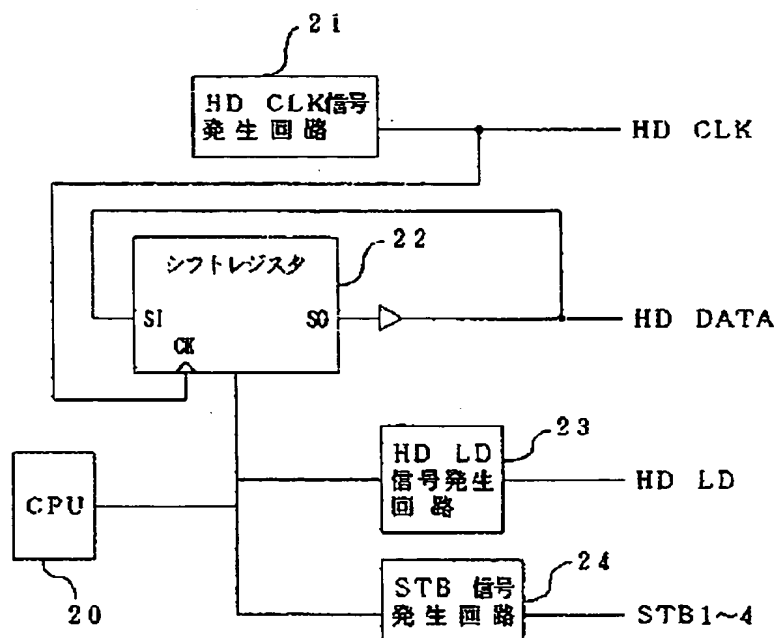 21
HD CLK信号
発生回路
HD CLK
22
シフトレジスタ
SI
SO
CK
HD DATA
23
HD LD
信号発生
回路
HD LD
CPU
20
24
STB 信号
発生回路
STB1~4